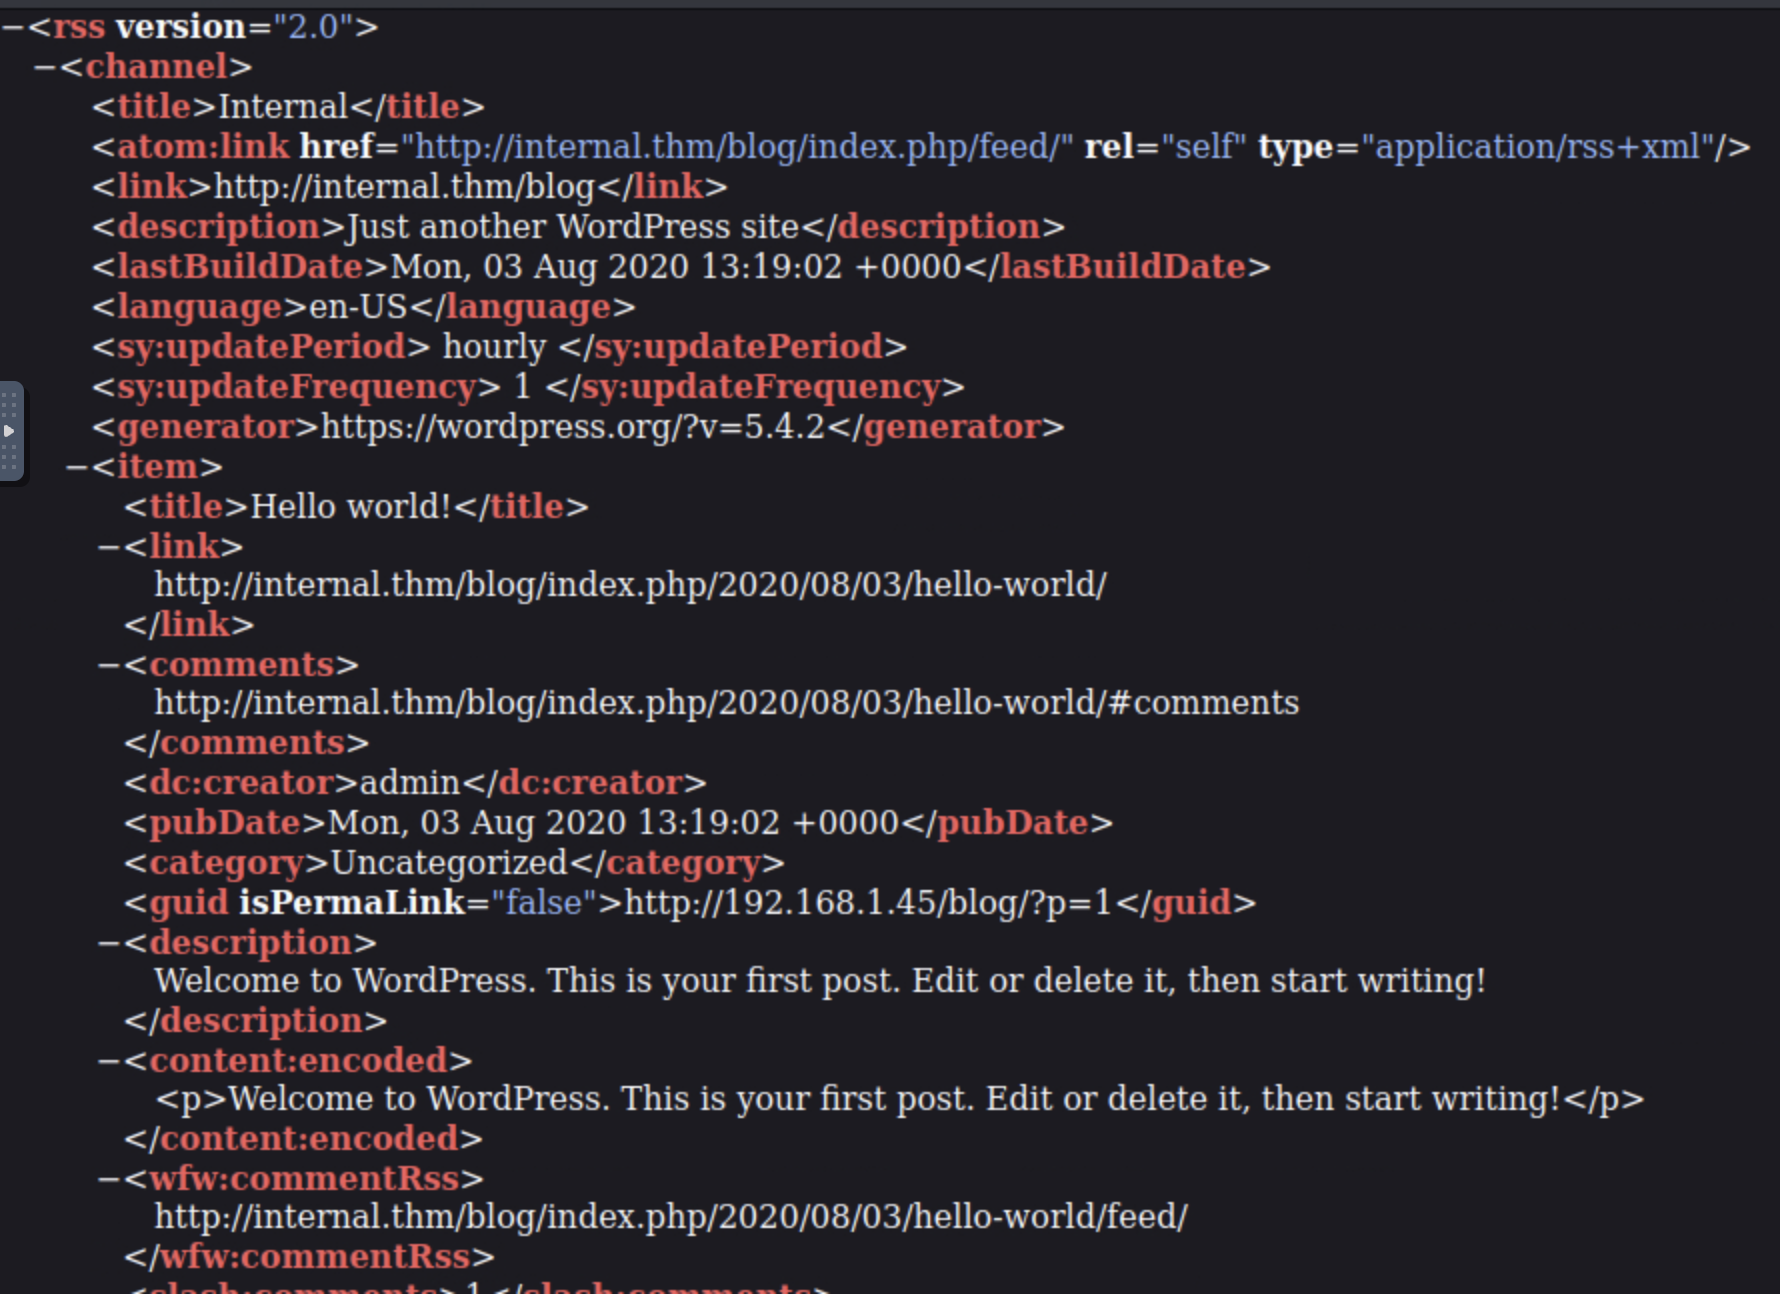 −<rss version="2.0">
−<channel>
<title>Internal</title>
<atom:link href="http://internal.thm/blog/index.php/feed/" rel="self" type="application/rss+xml"/>
<link>http://internal.thm/blog</link>
<description>Just another WordPress site</description>
<lastBuildDate>Mon, 03 Aug 2020 13:19:02 +0000</lastBuildDate>
<language>en-US</language>
<sy:updatePeriod> hourly </sy:updatePeriod>
<sy:updateFrequency> 1 </sy:updateFrequency>
<generator>https://wordpress.org/?v=5.4.2</generator>
−<item>
<title>Hello world!</title>
−<link>
http://internal.thm/blog/index.php/2020/08/03/hello-world/
</link>
−<comments>
http://internal.thm/blog/index.php/2020/08/03/hello-world/#comments
</comments>
<dc:creator>admin</dc:creator>
<pubDate>Mon, 03 Aug 2020 13:19:02 +0000</pubDate>
<category>Uncategorized</category>
<guid isPermaLink="false">http://192.168.1.45/blog/?p=1</guid>
−<description>
Welcome to WordPress. This is your first post. Edit or delete it, then start writing!
</description>
−<content:encoded>
<p>Welcome to WordPress. This is your first post. Edit or delete it, then start writing!</p>
</content:encoded>
−<wfw:commentRss>
http://internal.thm/blog/index.php/2020/08/03/hello-world/feed/
</wfw:commentRss>
<slash:comments> 1 </slash:comments>